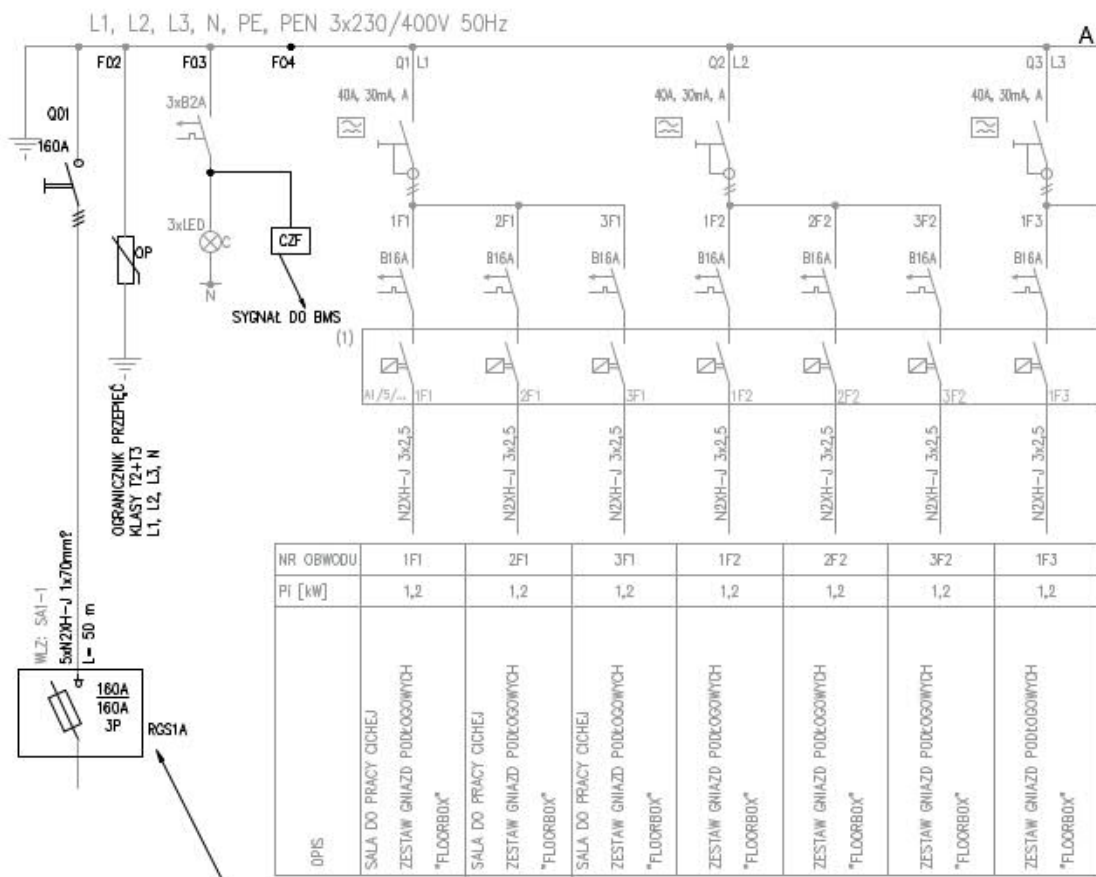 L1, L2, L3, N, PE, PEN 3x230/400V 50Hz
A
F02
F03
F04
Q1 L1
Q2 L2
Q3 L3
Q01
160A
3xB2A
40A, 30mA, A
40A, 30mA, A
40A, 30mA, A
3xLED
C
CZF
N
OP
SYGNAŁ DO BMS
1F1
2F1
3F1
1F2
2F2
3F2
1F3
B16A
B16A
B16A
B16A
B16A
B16A
B16A
(1)
A1/S/...
1F1
2F1
3F1
1F2
2F2
3F2
1F3
OGRANICZNIK PRZEPIĘĆ
KLASY T2+T3
L1, L2, L3, N
N2XH-J 3x2,5
N2XH-J 3x2,5
N2XH-J 3x2,5
N2XH-J 3x2,5
N2XH-J 3x2,5
N2XH-J 3x2,5
N2XH-J 3x2,5
WLZ: SA1-1
5xN2XH-J 1x70mm?
L= 50 m
160A
160A
3P
RGS1A
NR OBWODU 1F1 2F1 3F1 1F2 2F2 3F2 1F3
Pi [kW] 1,2 1,2 1,2 1,2 1,2 1,2 1,2
OPIS
SALA DO PRACY CICHEJ
ZESTAW GNIAZD PODŁOGOWYCH
"FLOORBOX"
SALA DO PRACY CICHEJ
ZESTAW GNIAZD PODŁOGOWYCH
"FLOORBOX"
SALA DO PRACY CICHEJ
ZESTAW GNIAZD PODŁOGOWYCH
"FLOORBOX"
ZESTAW GNIAZD PODŁOGOWYCH
"FLOORBOX"
ZESTAW GNIAZD PODŁOGOWYCH
"FLOORBOX"
ZESTAW GNIAZD PODŁOGOWYCH
"FLOORBOX"
ZESTAW GNIAZD PODŁOGOWYCH
"FLOORBOX"